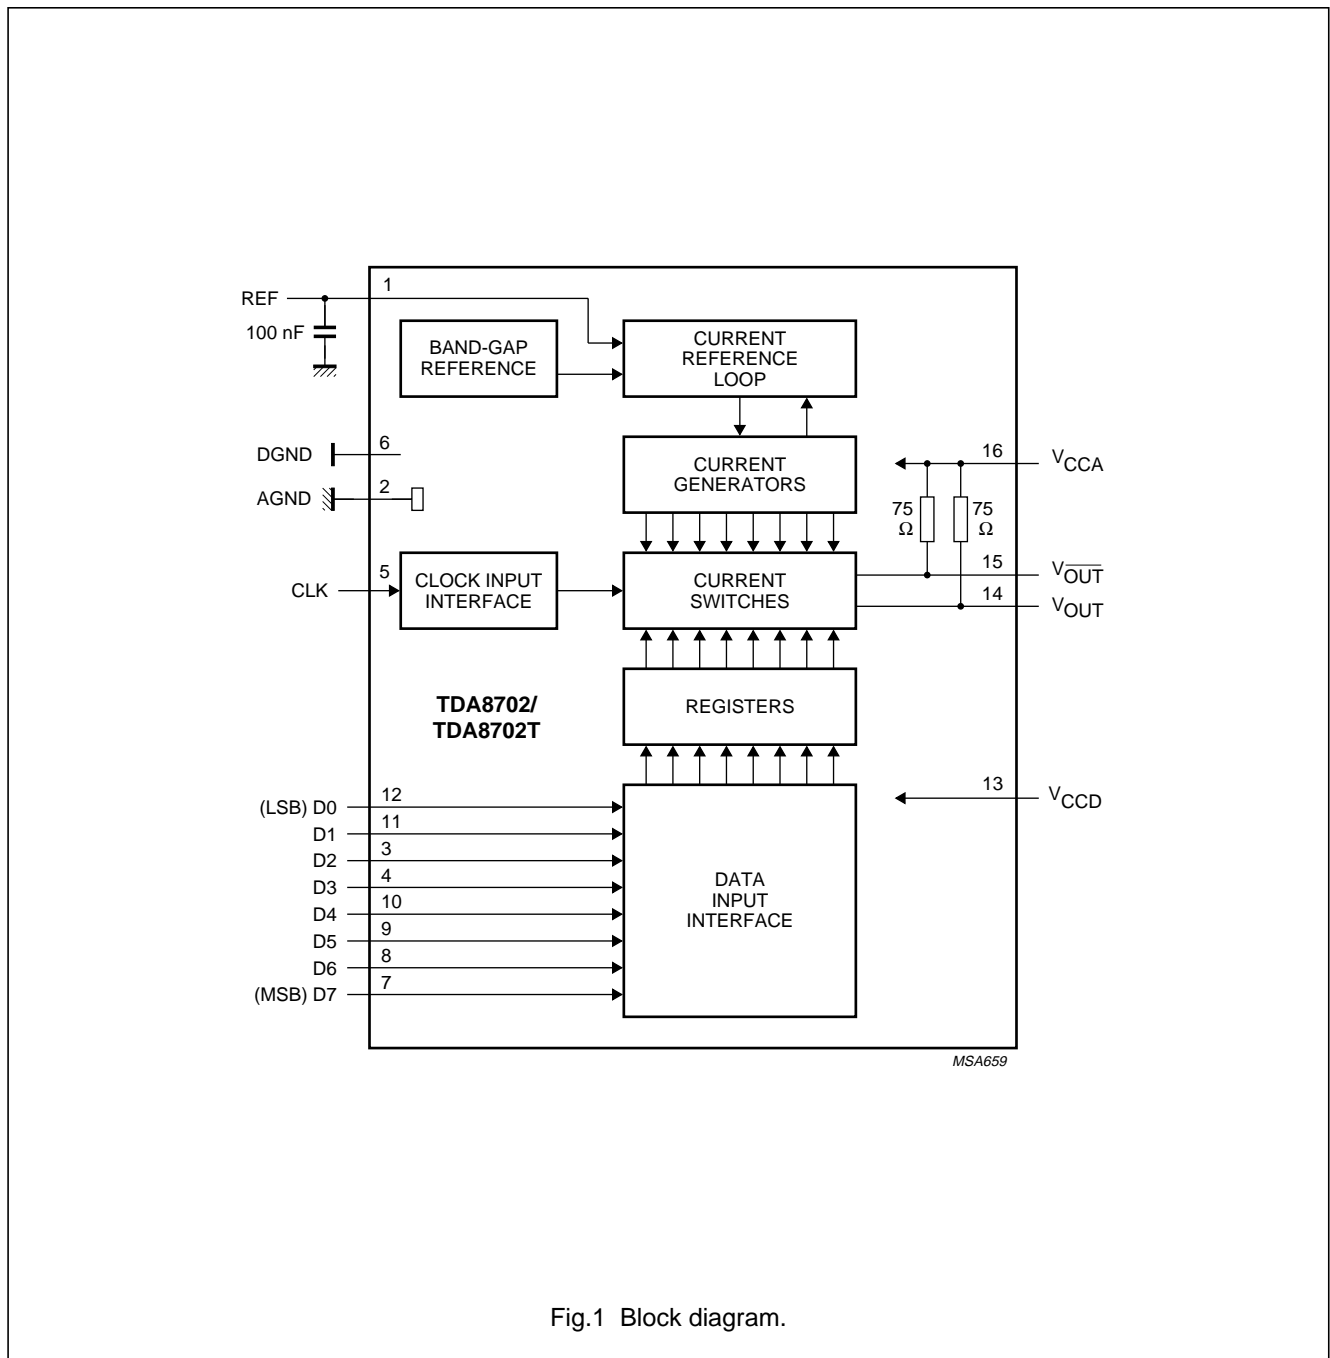 1
REF
100 nF
BAND-GAP
REFERENCE
CURRENT
REFERENCE
LOOP
6
DGND
2
AGND
CURRENT
GENERATORS
16
VCCA
75
Ω
75
Ω
5
CLK
CLOCK INPUT
INTERFACE
CURRENT
SWITCHES
15
VO̅U̅T̅
14
VOUT
TDA8702/
TDA8702T
REGISTERS
13
VCCD
12
(LSB) D0
11
D1
3
D2
4
D3
10
D4
9
D5
8
D6
7
(MSB) D7
DATA
INPUT
INTERFACE
MSA659
Fig.1 Block diagram.